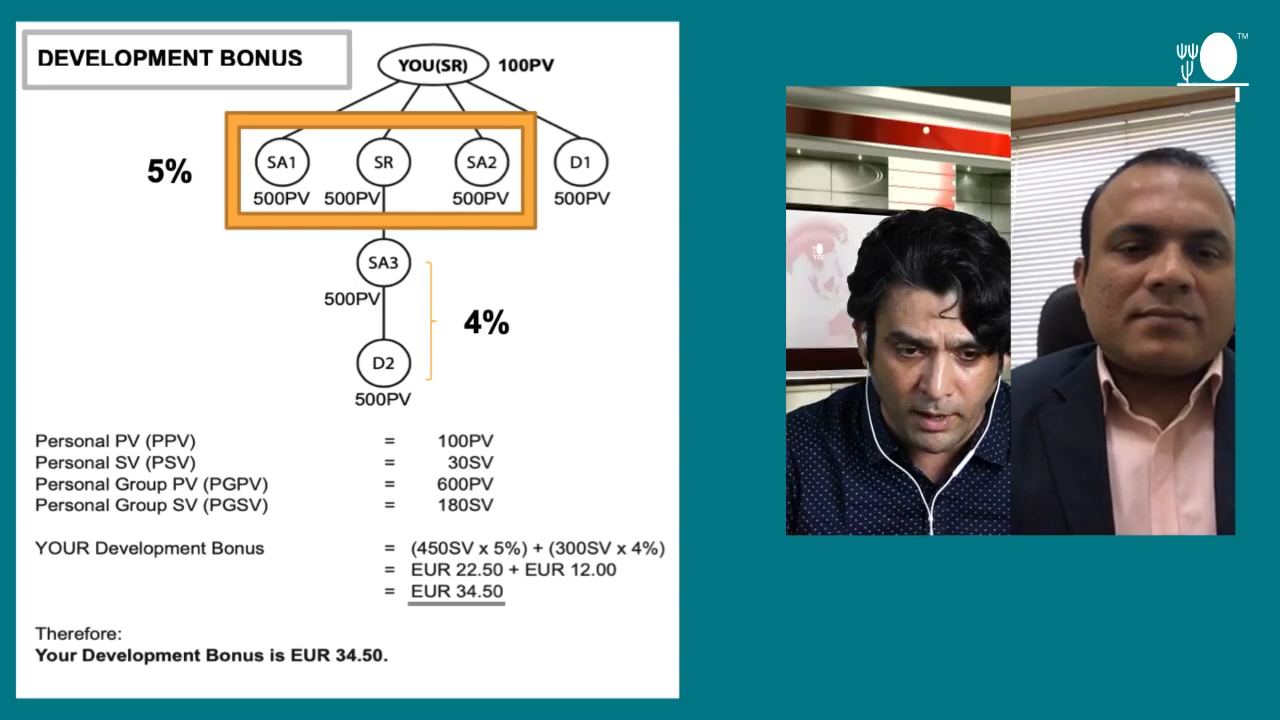 DEVELOPMENT BONUS
YOU(SR) 100PV
5%
SA1 SR SA2 D1
500PV 500PV 500PV 500PV
SA3
500PV
4%
D2
500PV
Personal PV (PPV) = 100PV
Personal SV (PSV) = 30SV
Personal Group PV (PGPV) = 600PV
Personal Group SV (PGSV) = 180SV
YOUR Development Bonus = (450SV x 5%) + (300SV x 4%)
= EUR 22.50 + EUR 12.00
= EUR 34.50
Therefore:
Your Development Bonus is EUR 34.50.
TM